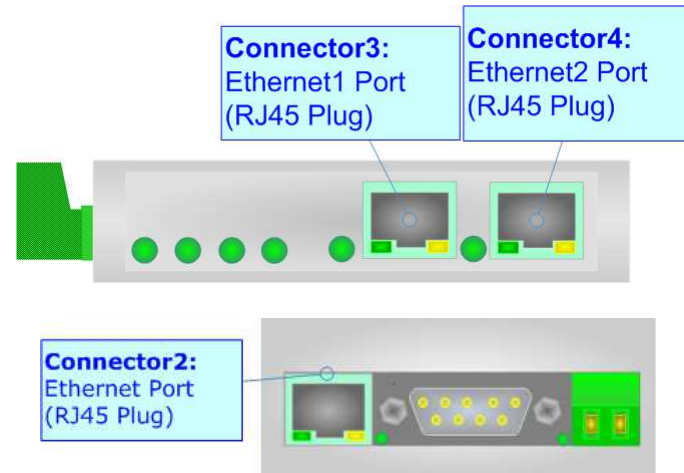 Connector3:
Ethernet1 Port
(RJ45 Plug)
Connector4:
Ethernet2 Port
(RJ45 Plug)
Connector2:
Ethernet Port
(RJ45 Plug)